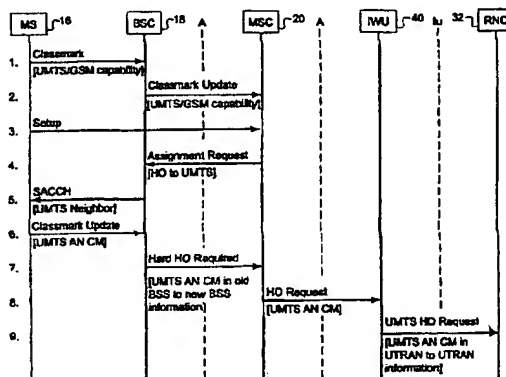 MS 16 BSC 18 A MSC 20 A IWU 40 Iu 32 RNC
1. Classmark
[UMTS/GSM capability]
2. Classmark Update
[UMTS/GSM capability]
3. Setup
4. Assignment Request
[HO to UMTS]
5. SACCH
[UMTS Neighbor]
6. Classmark Update
[UMTS AN CM]
7. Hard HO Required
[UMTS AN CM in old
BSS to new BSS
information]
8. HO Request
[UMTS AN CM]
9. UMTS HO Request
[UMTS AN CM in
UTRAN to UTRAN
information]